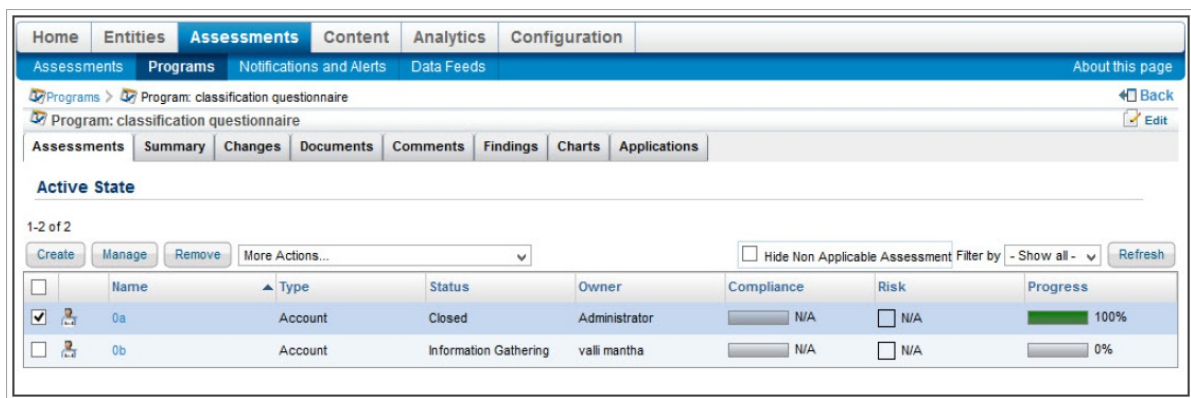 Home Entities Assessments Content Analytics Configuration
Assessments Programs Notifications and Alerts Data Feeds About this page
Programs > Program: classification questionnaire Back
Program: classification questionnaire Edit
Assessments Summary Changes Documents Comments Findings Charts Applications
Active State
1-2 of 2
Create Manage Remove More Actions... Hide Non Applicable Assessment Filter by - Show all - Refresh
Name Type Status Owner Compliance Risk Progress
0a Account Closed Administrator N/A N/A 100%
0b Account Information Gathering valli mantha N/A N/A 0%